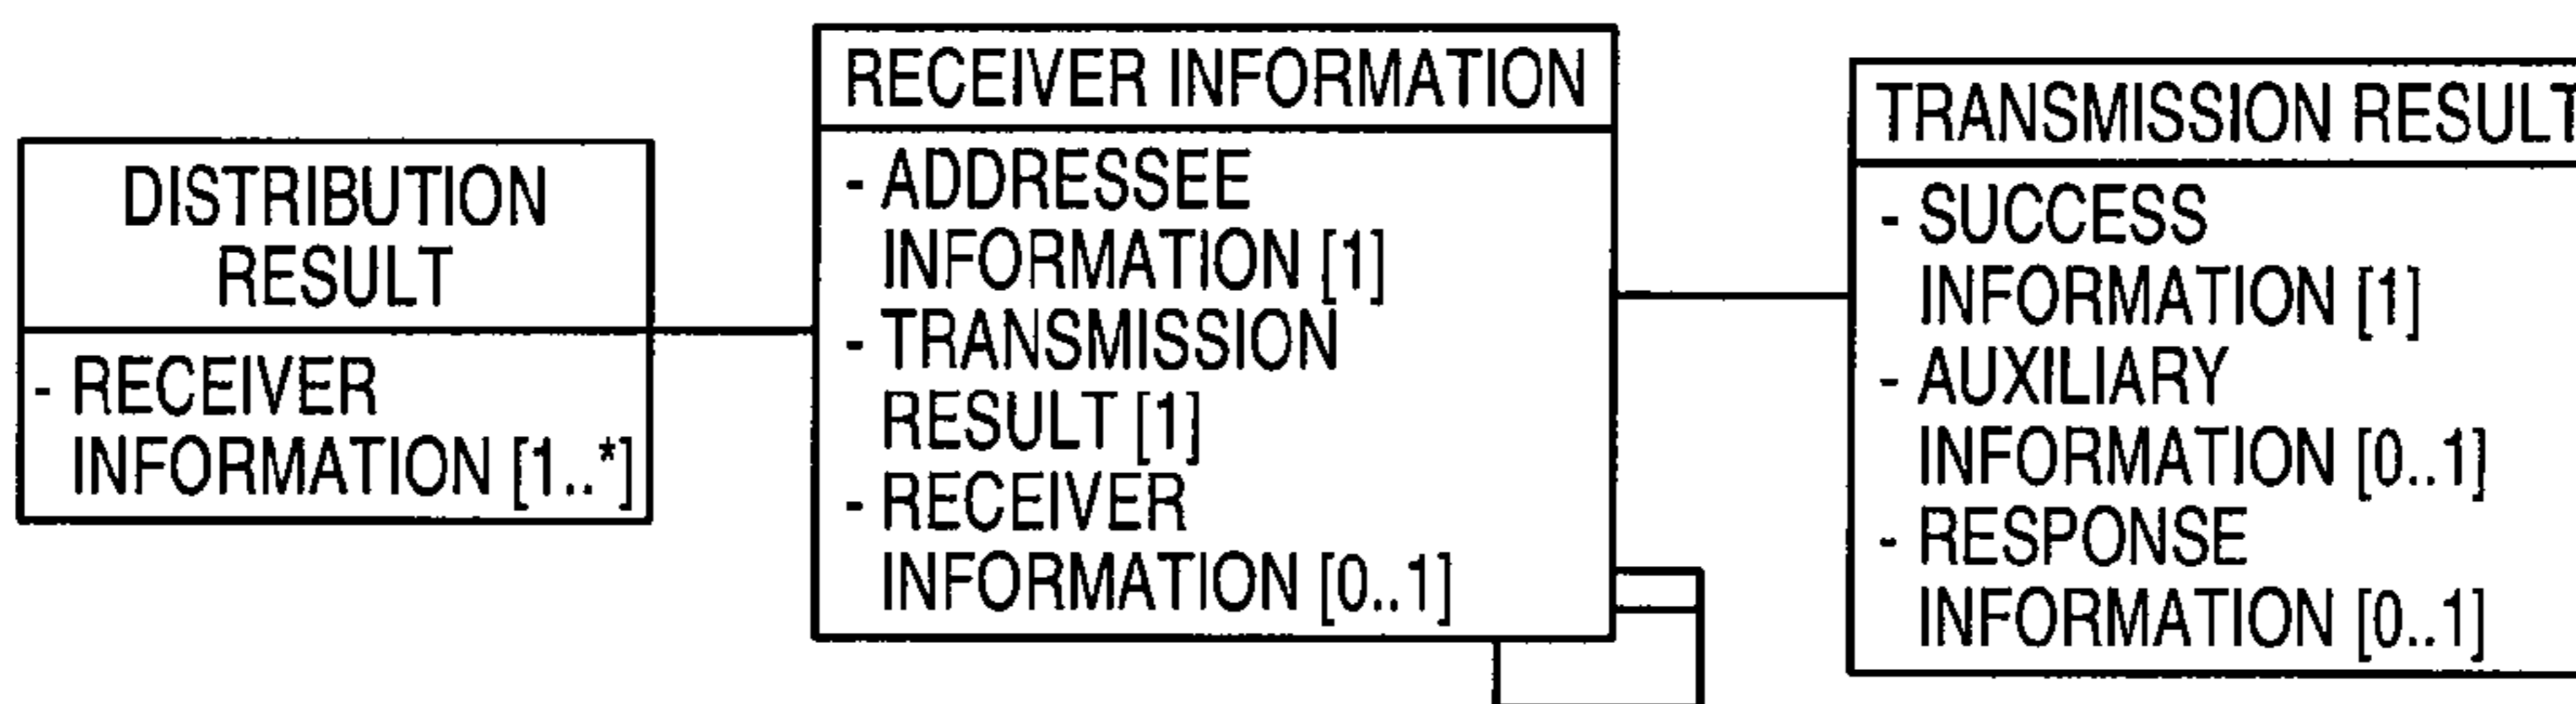 DISTRIBUTION
RESULT
- RECEIVER
INFORMATION [1..*]
RECEIVER INFORMATION
- ADDRESSEE
INFORMATION [1]
- TRANSMISSION
RESULT [1]
- RECEIVER
INFORMATION [0..1]
TRANSMISSION RESULT
- SUCCESS
INFORMATION [1]
- AUXILIARY
INFORMATION [0..1]
- RESPONSE
INFORMATION [0..1]